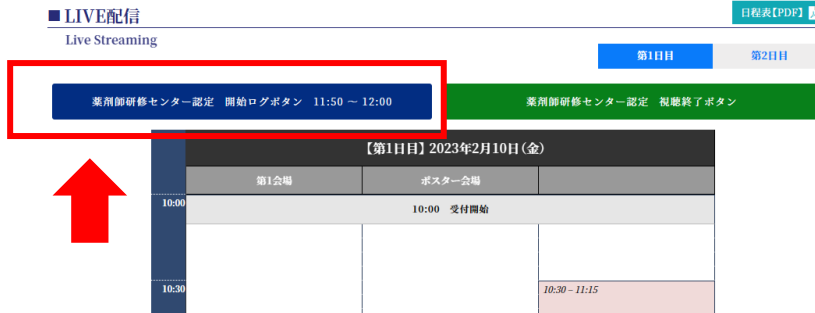 ■ LIVE配信
日程表【PDF】
Live Streaming
第1日目
第2日目
薬剤師研修センター認定 開始ログボタン 11:50 ～ 12:00
薬剤師研修センター認定 視聴終了ボタン
【第1日目】 2023年2月10日(金)
第1会場
ポスター会場
10:00
10:00 受付開始
10:30
10:30 – 11:15